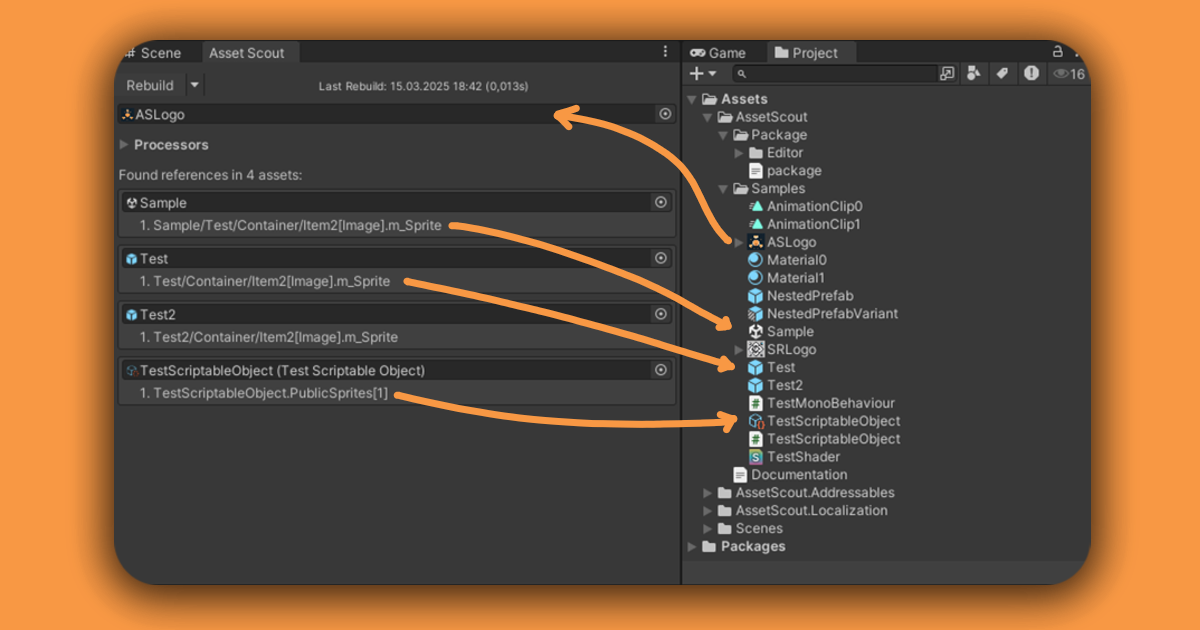 Scene
Asset Scout
Rebuild
Last Rebuild: 15.03.2025 18:42 (0,013s)
ASLogo
Processors
Found references in 4 assets:
Sample
1. Sample/Test/Container/Item2[Image].m_Sprite
Test
1. Test/Container/Item2[Image].m_Sprite
Test2
1. Test2/Container/Item2[Image].m_Sprite
TestScriptableObject (Test Scriptable Object)
1. TestScriptableObject.PublicSprites[1]
Game
Project
16
Assets
AssetScout
Package
Editor
package
Samples
AnimationClip0
AnimationClip1
ASLogo
Material0
Material1
NestedPrefab
NestedPrefabVariant
Sample
SRLogo
Test
Test2
TestMonoBehaviour
TestScriptableObject
TestScriptableObject
TestShader
Documentation
AssetScout.Addressables
AssetScout.Localization
Scenes
Packages